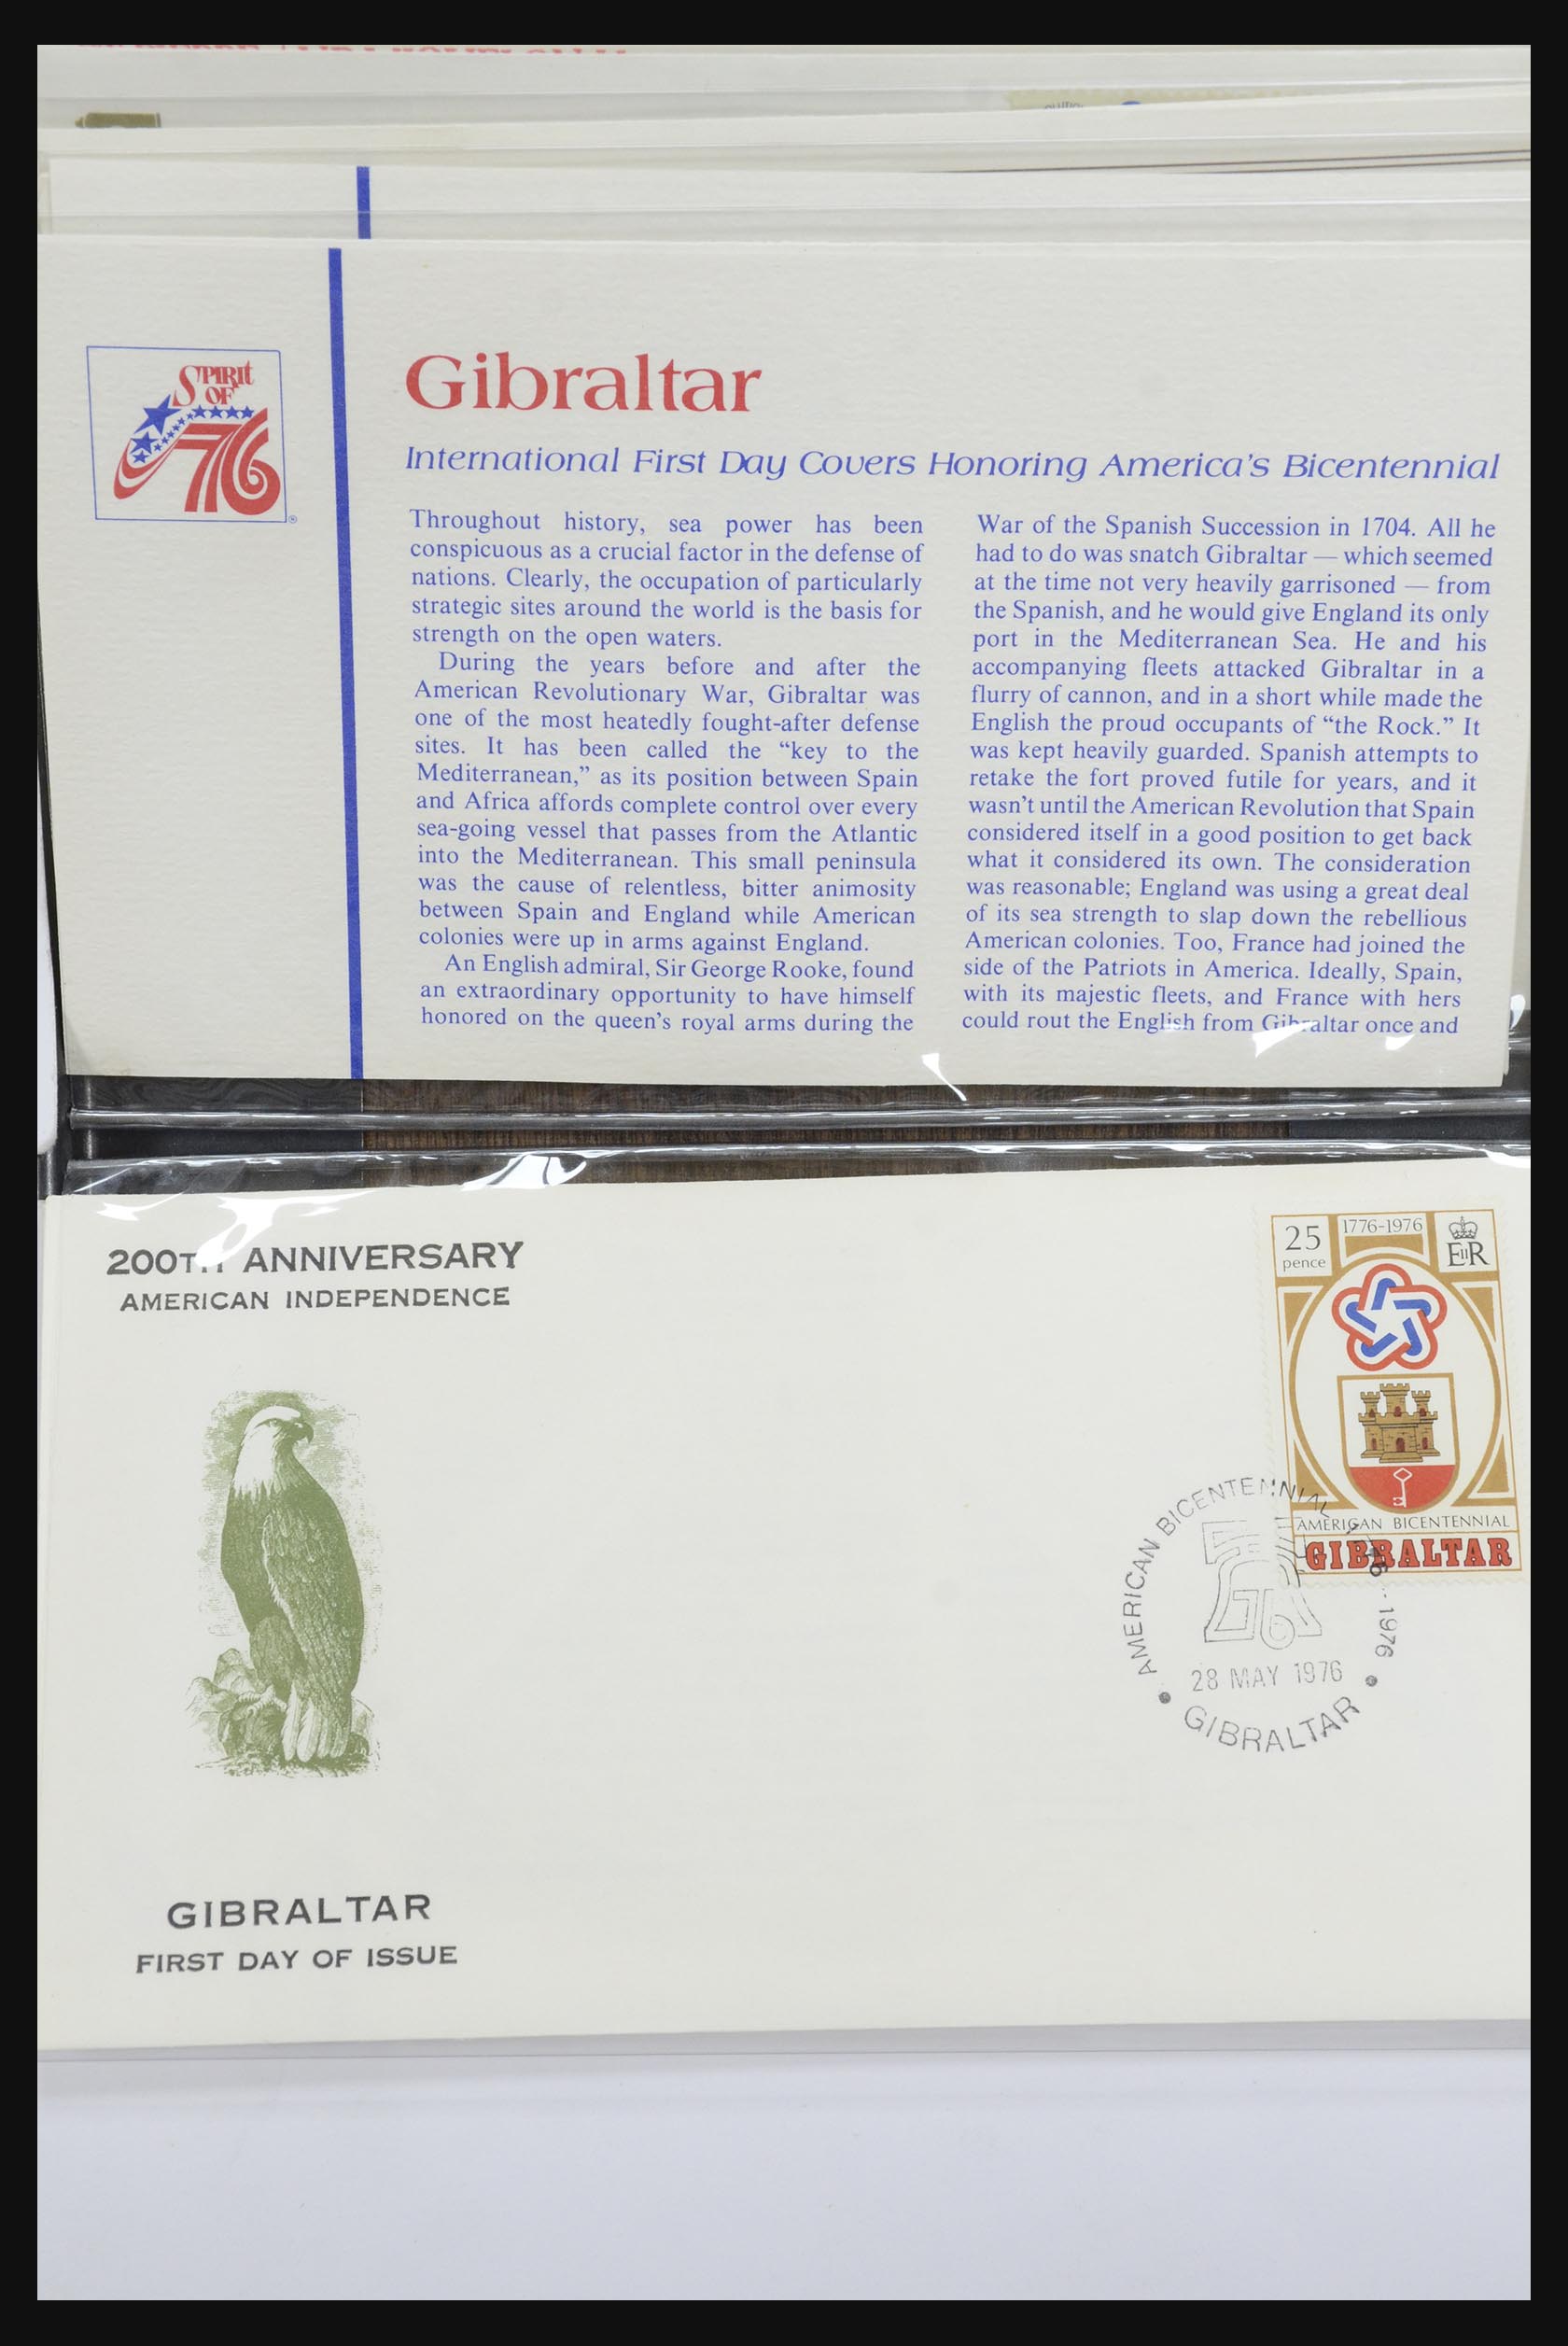 SPIRIT
OF
76
®
Gibraltar
International First Day Covers Honoring America's Bicentennial
Throughout history, sea power has been
conspicuous as a crucial factor in the defense of
nations. Clearly, the occupation of particularly
strategic sites around the world is the basis for
strength on the open waters.
During the years before and after the
American Revolutionary War, Gibraltar was
one of the most heatedly fought-after defense
sites. It has been called the “key to the
Mediterranean,” as its position between Spain
and Africa affords complete control over every
sea-going vessel that passes from the Atlantic
into the Mediterranean. This small peninsula
was the cause of relentless, bitter animosity
between Spain and England while American
colonies were up in arms against England.
An English admiral, Sir George Rooke, found
an extraordinary opportunity to have himself
honored on the queen's royal arms during the
War of the Spanish Succession in 1704. All he
had to do was snatch Gibraltar — which seemed
at the time not very heavily garrisoned — from
the Spanish, and he would give England its only
port in the Mediterranean Sea. He and his
accompanying fleets attacked Gibraltar in a
flurry of cannon, and in a short while made the
English the proud occupants of “the Rock.” It
was kept heavily guarded. Spanish attempts to
retake the fort proved futile for years, and it
wasn't until the American Revolution that Spain
considered itself in a good position to get back
what it considered its own. The consideration
was reasonable; England was using a great deal
of its sea strength to slap down the rebellious
American colonies. Too, France had joined the
side of the Patriots in America. Ideally, Spain,
with its majestic fleets, and France with hers
could rout the English from Gibraltar once and
200TH ANNIVERSARY
AMERICAN INDEPENDENCE
25
pence
1776-1976
EIIR
AMERICAN BICENTENNIAL
GIBRALTAR
AMERICAN BICENTENNIAL 1776 - 1976
76
28 MAY 1976
GIBRALTAR
GIBRALTAR
FIRST DAY OF ISSUE